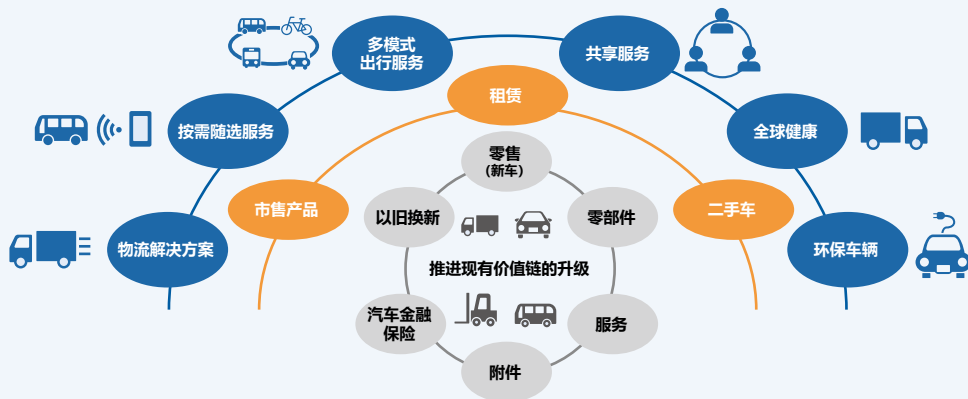 多模式
出行服务
共享服务
租赁
按需随选服务
全球健康
零售
(新车)
市售产品
以旧换新
零部件
二手车
物流解决方案
环保车辆
推进现有价值链的升级
汽车金融
保险
服务
附件